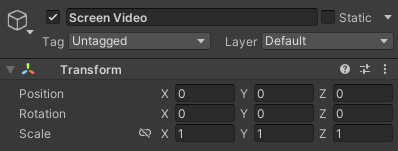 Screen Video Static
Tag Untagged Layer Default
Transform
Position X 0 Y 0 Z 0
Rotation X 0 Y 0 Z 0
Scale X 1 Y 1 Z 1